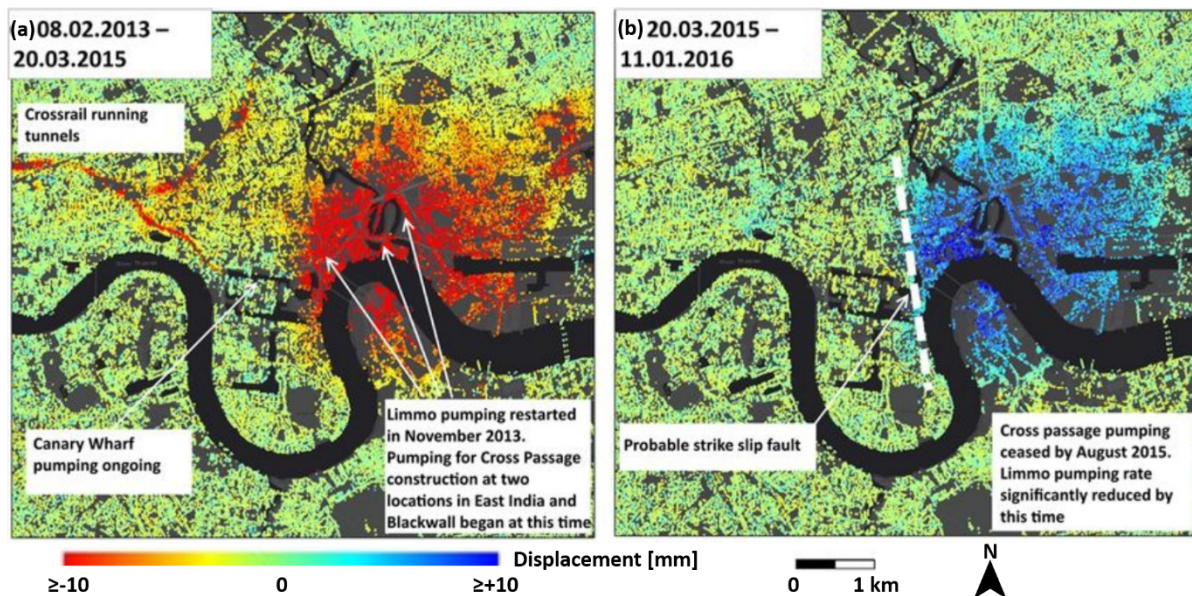 (a) 08.02.2013 –
20.03.2015
Crossrail running
tunnels
Canary Wharf
pumping ongoing
Limmo pumping restarted
in November 2013.
Pumping for Cross Passage
construction at two
locations in East India and
Blackwall began at this time
(b) 20.03.2015 –
11.01.2016
Probable strike slip fault
Cross passage pumping
ceased by August 2015.
Limmo pumping rate
significantly reduced by
this time
Displacement [mm]
≥-10 0 ≥+10
0 1 km
N